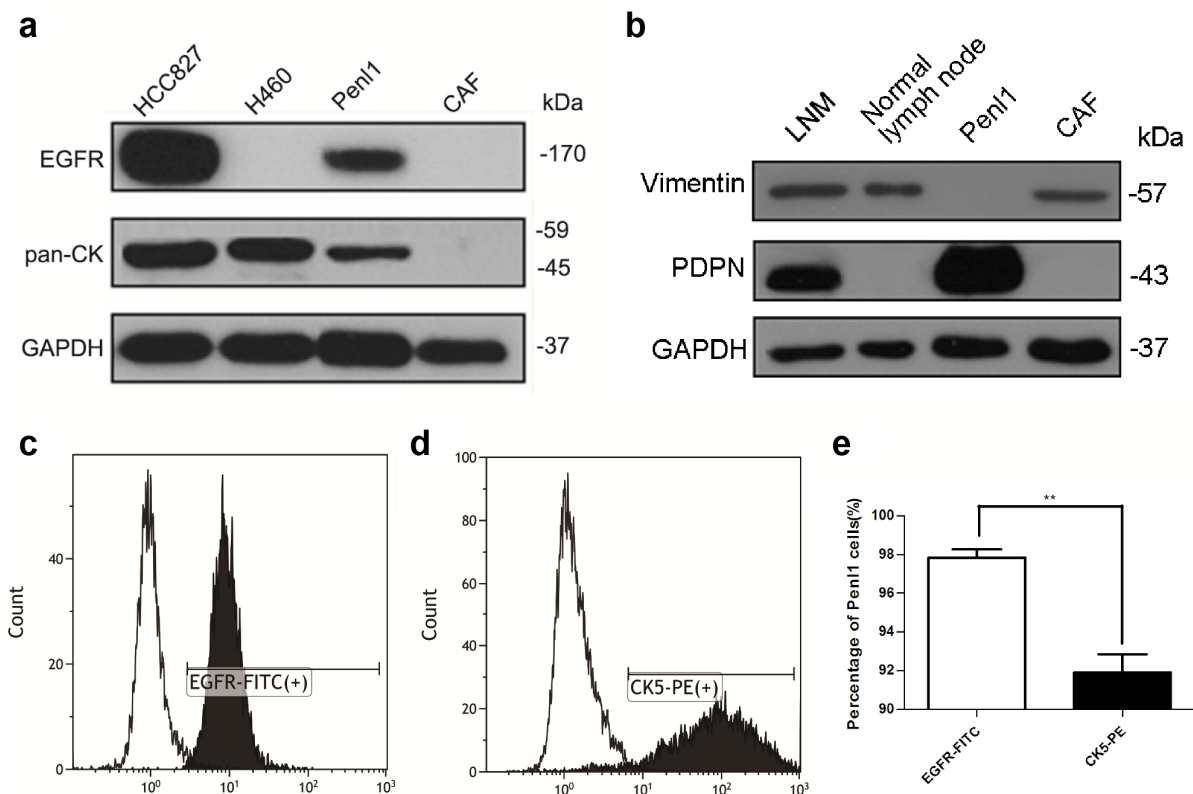 a
HCC827
H460
Penl1
CAF
kDa
EGFR
-170
pan-CK
-59
-45
GAPDH
-37
b
LNM
Normal
lymph node
Penl1
CAF
kDa
Vimentin
-57
PDPN
-43
GAPDH
-37
c
Count
40
20
0
EGFR-FITC(+)
10⁰
10¹
10²
10³
d
Count
100
80
60
40
20
0
CK5-PE(+)
10⁰
10¹
10²
10³
e
Percentage of Penl1 cells(%)
100
98
96
94
92
90
**
EGFR-FITC
CK5-PE